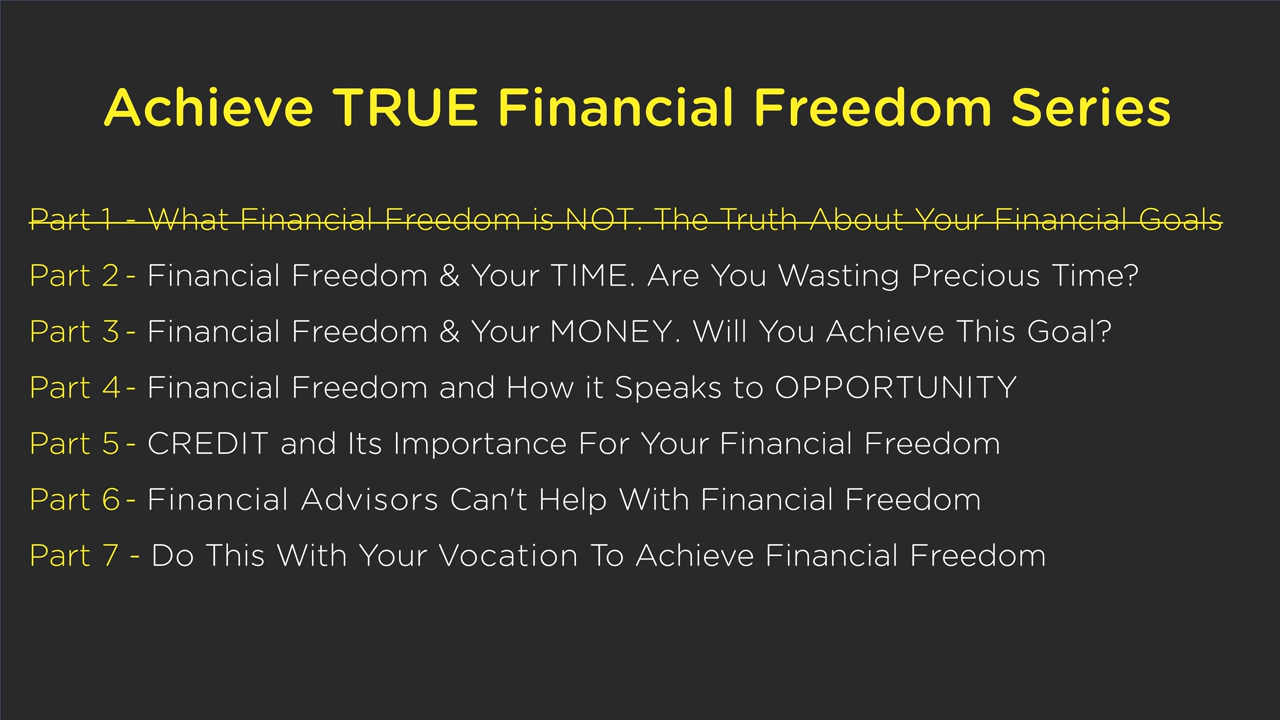 Achieve TRUE Financial Freedom Series
Part 1 - What Financial Freedom is NOT. The Truth About Your Financial Goals
Part 2 - Financial Freedom & Your TIME. Are You Wasting Precious Time?
Part 3 - Financial Freedom & Your MONEY. Will You Achieve This Goal?
Part 4 - Financial Freedom and How it Speaks to OPPORTUNITY
Part 5 - CREDIT and Its Importance For Your Financial Freedom
Part 6 - Financial Advisors Can't Help With Financial Freedom
Part 7 - Do This With Your Vocation To Achieve Financial Freedom